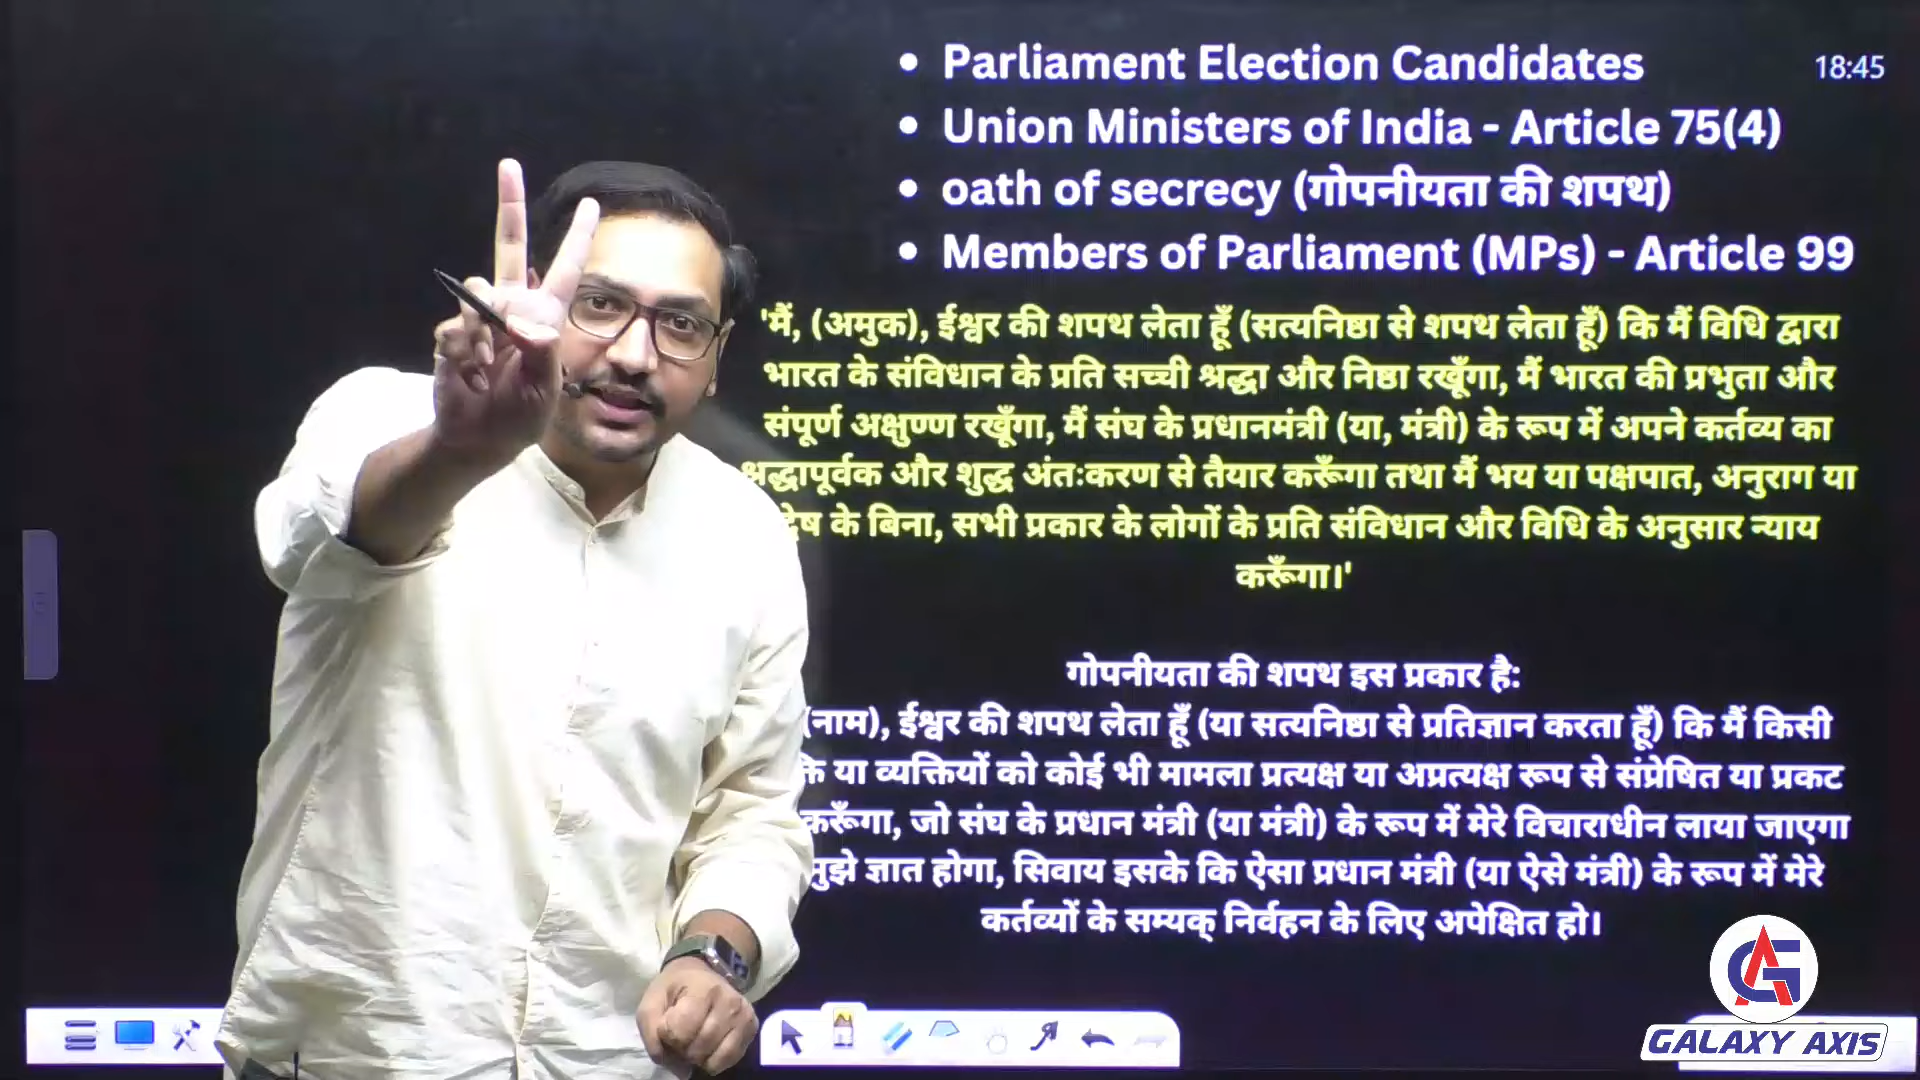 • Parliament Election Candidates
18:45
• Union Ministers of India - Article 75(4)
• oath of secrecy (गोपनीयता की शपथ)
• Members of Parliament (MPs) - Article 99
'मैं, (अमुक), ईश्वर की शपथ लेता हूँ (सत्यनिष्ठा से शपथ लेता हूँ) कि मैं विधि द्वारा
भारत के संविधान के प्रति सच्ची श्रद्धा और निष्ठा रखूँगा, मैं भारत की प्रभुता और
संपूर्ण अक्षुण्ण रखूँगा, मैं संघ के प्रधानमंत्री (या, मंत्री) के रूप में अपने कर्तव्य का
श्रद्धापूर्वक और शुद्ध अंतःकरण से तैयार करूँगा तथा मैं भय या पक्षपात, अनुराग या
के बिना, सभी प्रकार के लोगों के प्रति संविधान और विधि के अनुसार न्याय
करूँगा।'
गोपनीयता की शपथ इस प्रकार है:
(नाम), ईश्वर की शपथ लेता हूँ (या सत्यनिष्ठा से प्रतिज्ञान करता हूँ) कि मैं किसी
या व्यक्तियों को कोई भी मामला प्रत्यक्ष या अप्रत्यक्ष रूप से संप्रेषित या प्रकट
करूँगा, जो संघ के प्रधान मंत्री (या मंत्री) के रूप में मेरे विचाराधीन लाया जाएगा
मुझे ज्ञात होगा, सिवाय इसके कि ऐसा प्रधान मंत्री (या ऐसे मंत्री) के रूप में मेरे
कर्तव्यों के सम्यक् निर्वहन के लिए अपेक्षित हो।
GALAXY AXIS